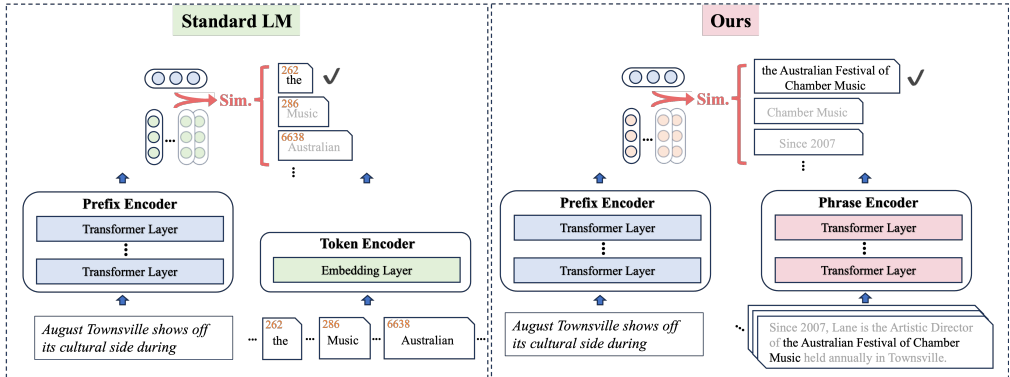 Standard LM
262
the
286
Music
6638
Australian
Sim.
Prefix Encoder
Transformer Layer
Transformer Layer
Token Encoder
Embedding Layer
August Townsville shows off
its cultural side during
262
the
286
Music
6638
Australian
Ours
the Australian Festival of
Chamber Music
Chamber Music
Since 2007
Sim.
Prefix Encoder
Transformer Layer
Transformer Layer
Phrase Encoder
Transformer Layer
Transformer Layer
August Townsville shows off
its cultural side during
Since 2007, Lane is the Artistic Director
of the Australian Festival of Chamber
Music held annually in Townsville.